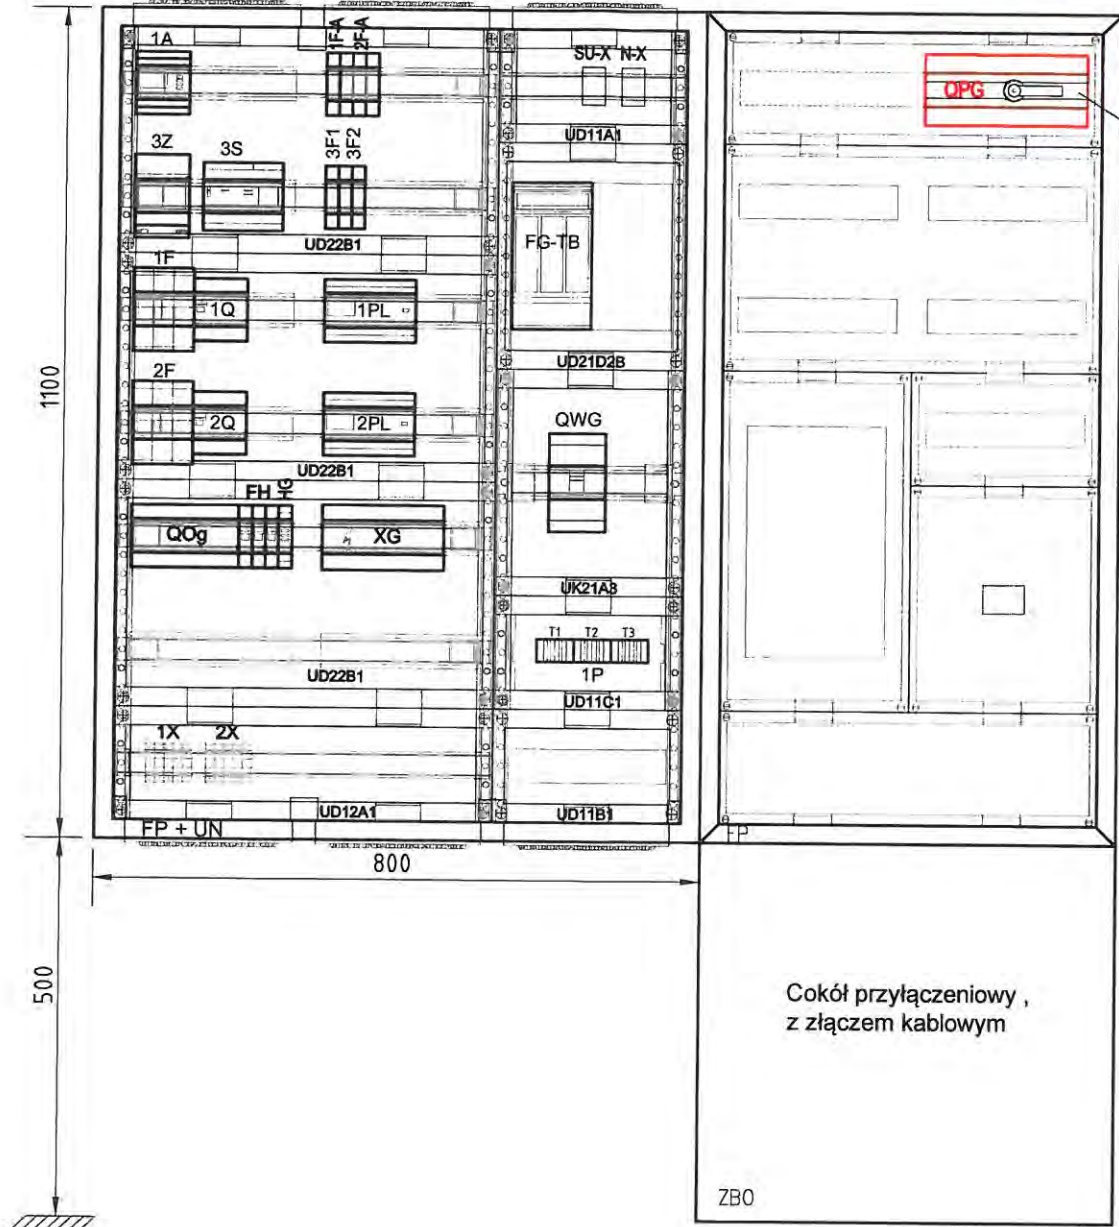 1A
1F-A
2F-A
SU-X N-X
QPG
UD11A1
3Z
3S
3F1
3F2
UD22B1
FG-TB
1F
1Q
1PL
UD21D2B
2F
2Q
2PL
QWG
UD22B1
FH
QOg
XG
UK21A3
T1 T2 T3
1P
UD22B1
UD11C1
1X 2X
UD12A1
UD11B1
FP + UN
FP
1100
800
500
Cokół przyłączeniowy ,
z złączem kablowym
ZBO